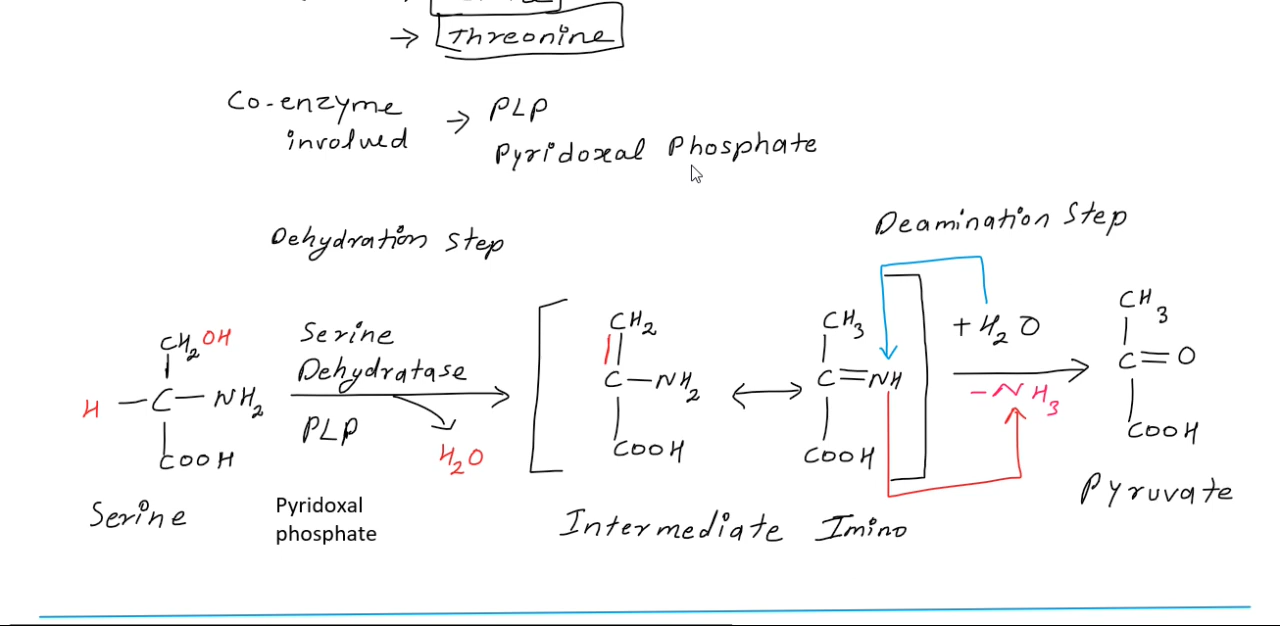 → Threonine
Co-enzyme involved → PLP
Pyridoxal Phosphate
Dehydration Step
Deamination Step
CH2OH
H — C — NH2
COOH
Serine
Serine
Dehydratase
PLP
H2O
Pyridoxal
phosphate
CH2
C — NH2
COOH
Intermediate
CH3
C = NH
COOH
Imino
+ H2O
- NH3
CH3
C = O
COOH
Pyruvate